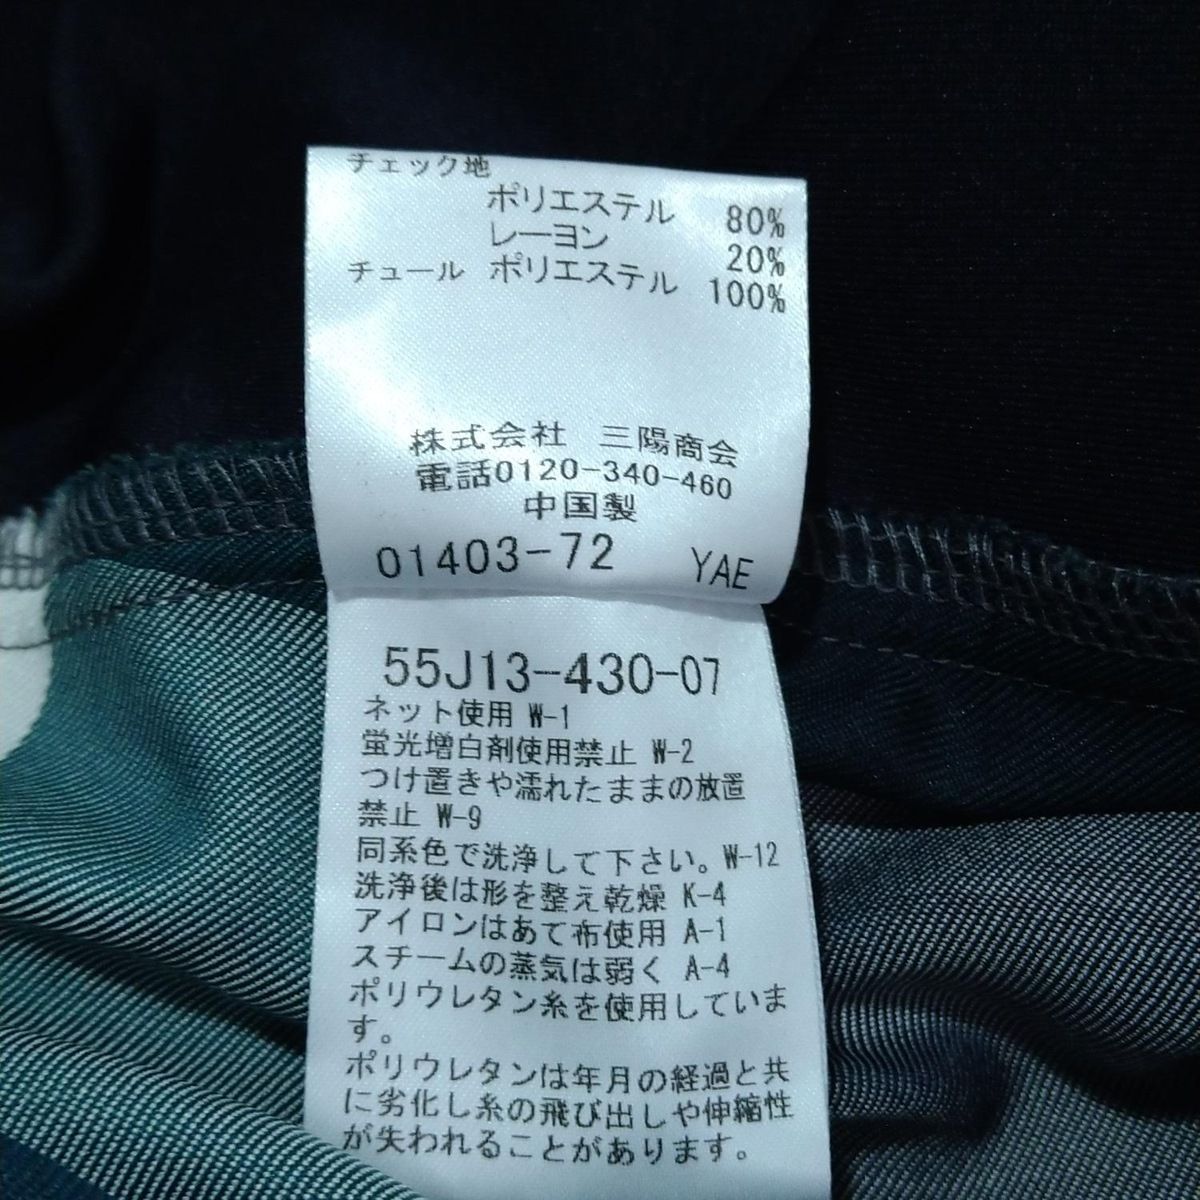 チェック地
ポリエステル 80%
レーヨン 20%
チュール ポリエステル 100%
株式会社 三陽商会
電話0120-340-460
中国製
01403-72 YAE
55J13-430-07
ネット使用 W-1
蛍光増白剤使用禁止 W-2
つけ置きや濡れたままの放置
禁止 W-9
同系色で洗浄して下さい。W-12
洗浄後は形を整え乾燥 K-4
アイロンはあて布使用 A-1
スチームの蒸気は弱く A-4
ポリウレタン糸を使用していま
す。
ポリウレタンは年月の経過と共
に劣化し糸の飛び出しや伸縮性
が失われることがあります。